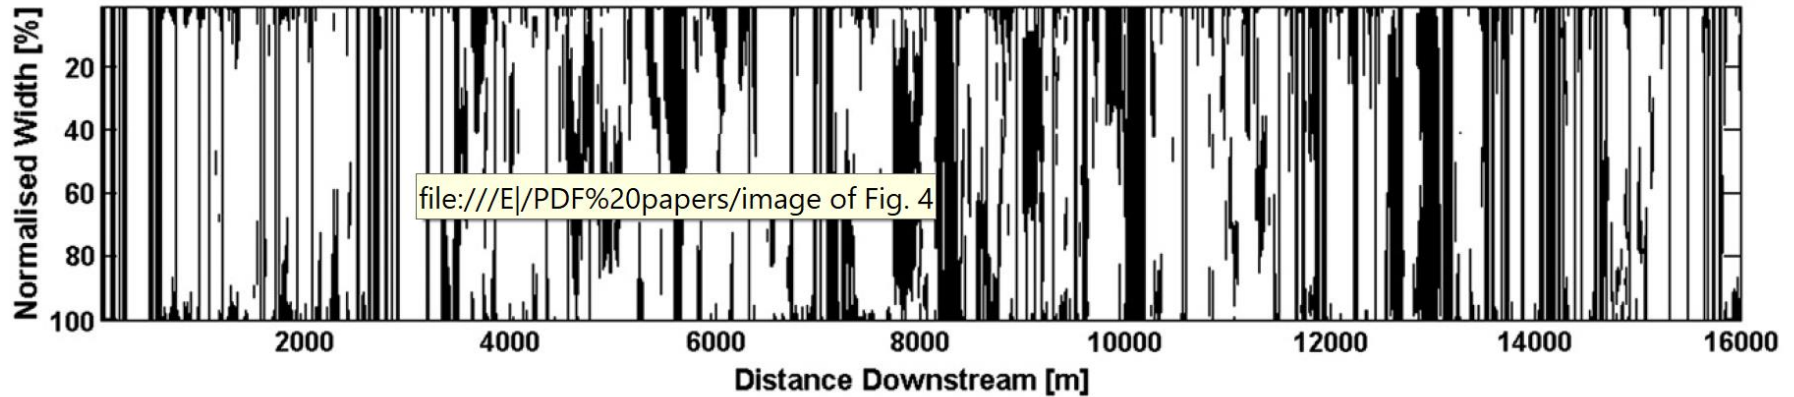 Normalised Width [%]
20
40
60
80
100
file:///E|/PDF%20papers/image of Fig. 4
2000 4000 6000 8000 10000 12000 14000 16000
Distance Downstream [m]